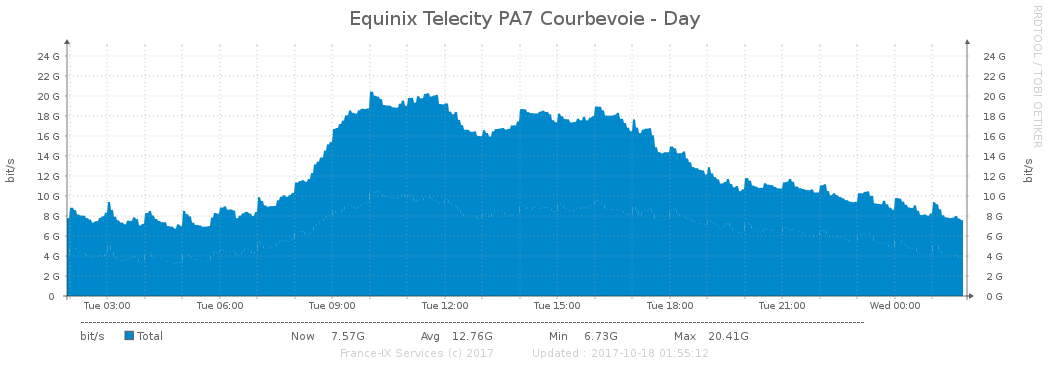 Equinix Telecity PA7 Courbevoie - Day
RRDTOOL / TOBI OETIKER
24 G 24 G
22 G 22 G
20 G 20 G
18 G 18 G
16 G 16 G
14 G 14 G
12 G 12 G
10 G 10 G
8 G 8 G
6 G 6 G
4 G 4 G
2 G 2 G
0 0 G
bit/s
bit/s
Tue 03:00 Tue 06:00 Tue 09:00 Tue 12:00 Tue 15:00 Tue 18:00 Tue 21:00 Wed 00:00
bit/s Total Now 7.57G Avg 12.76G Min 6.73G Max 20.41G
France-IX Services (c) 2017 Updated : 2017-10-18 01:55:12